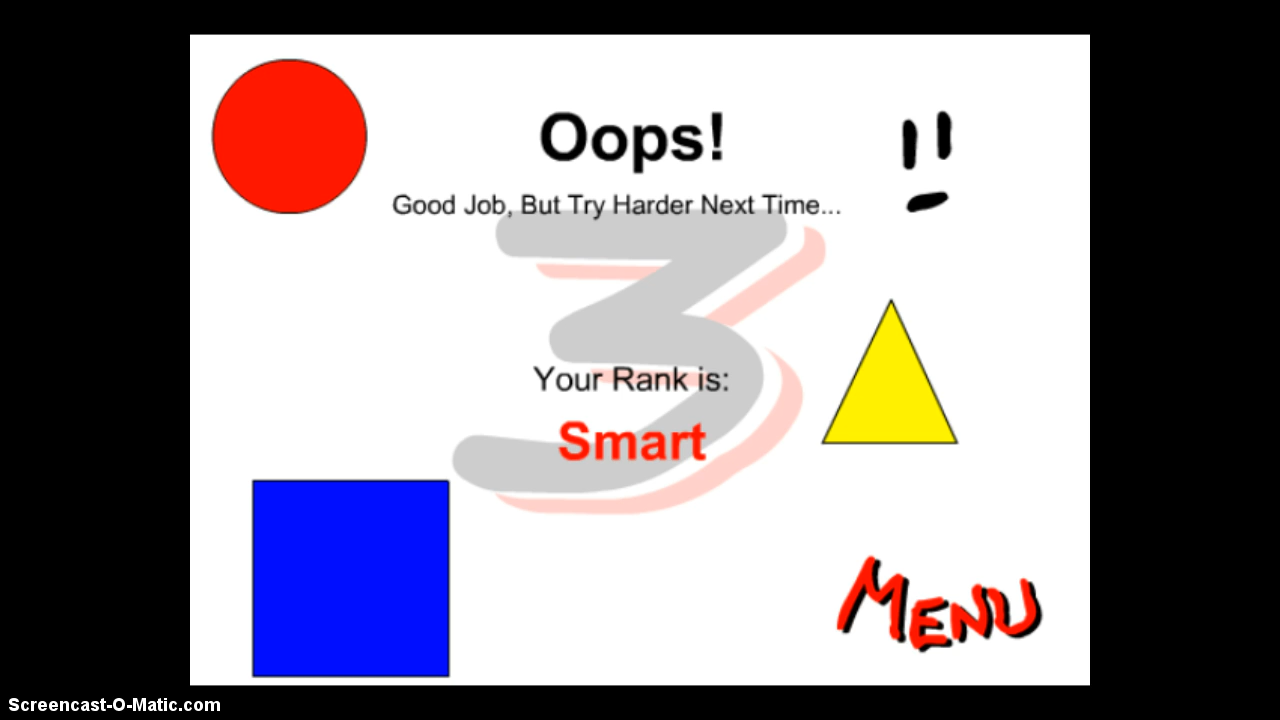 Oops!
Good Job, But Try Harder Next Time...
3
Your Rank is:
Smart
MENU
Screencast-O-Matic.com